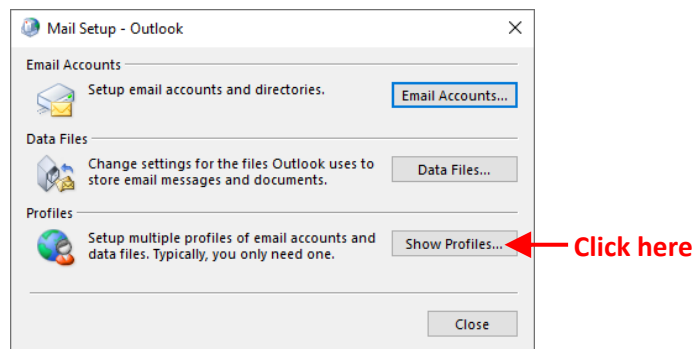 Mail Setup - Outlook
Email Accounts
Setup email accounts and directories.
Email Accounts...
Data Files
Change settings for the files Outlook uses to
store email messages and documents.
Data Files...
Profiles
Setup multiple profiles of email accounts and
data files. Typically, you only need one.
Show Profiles...
Click here
Close